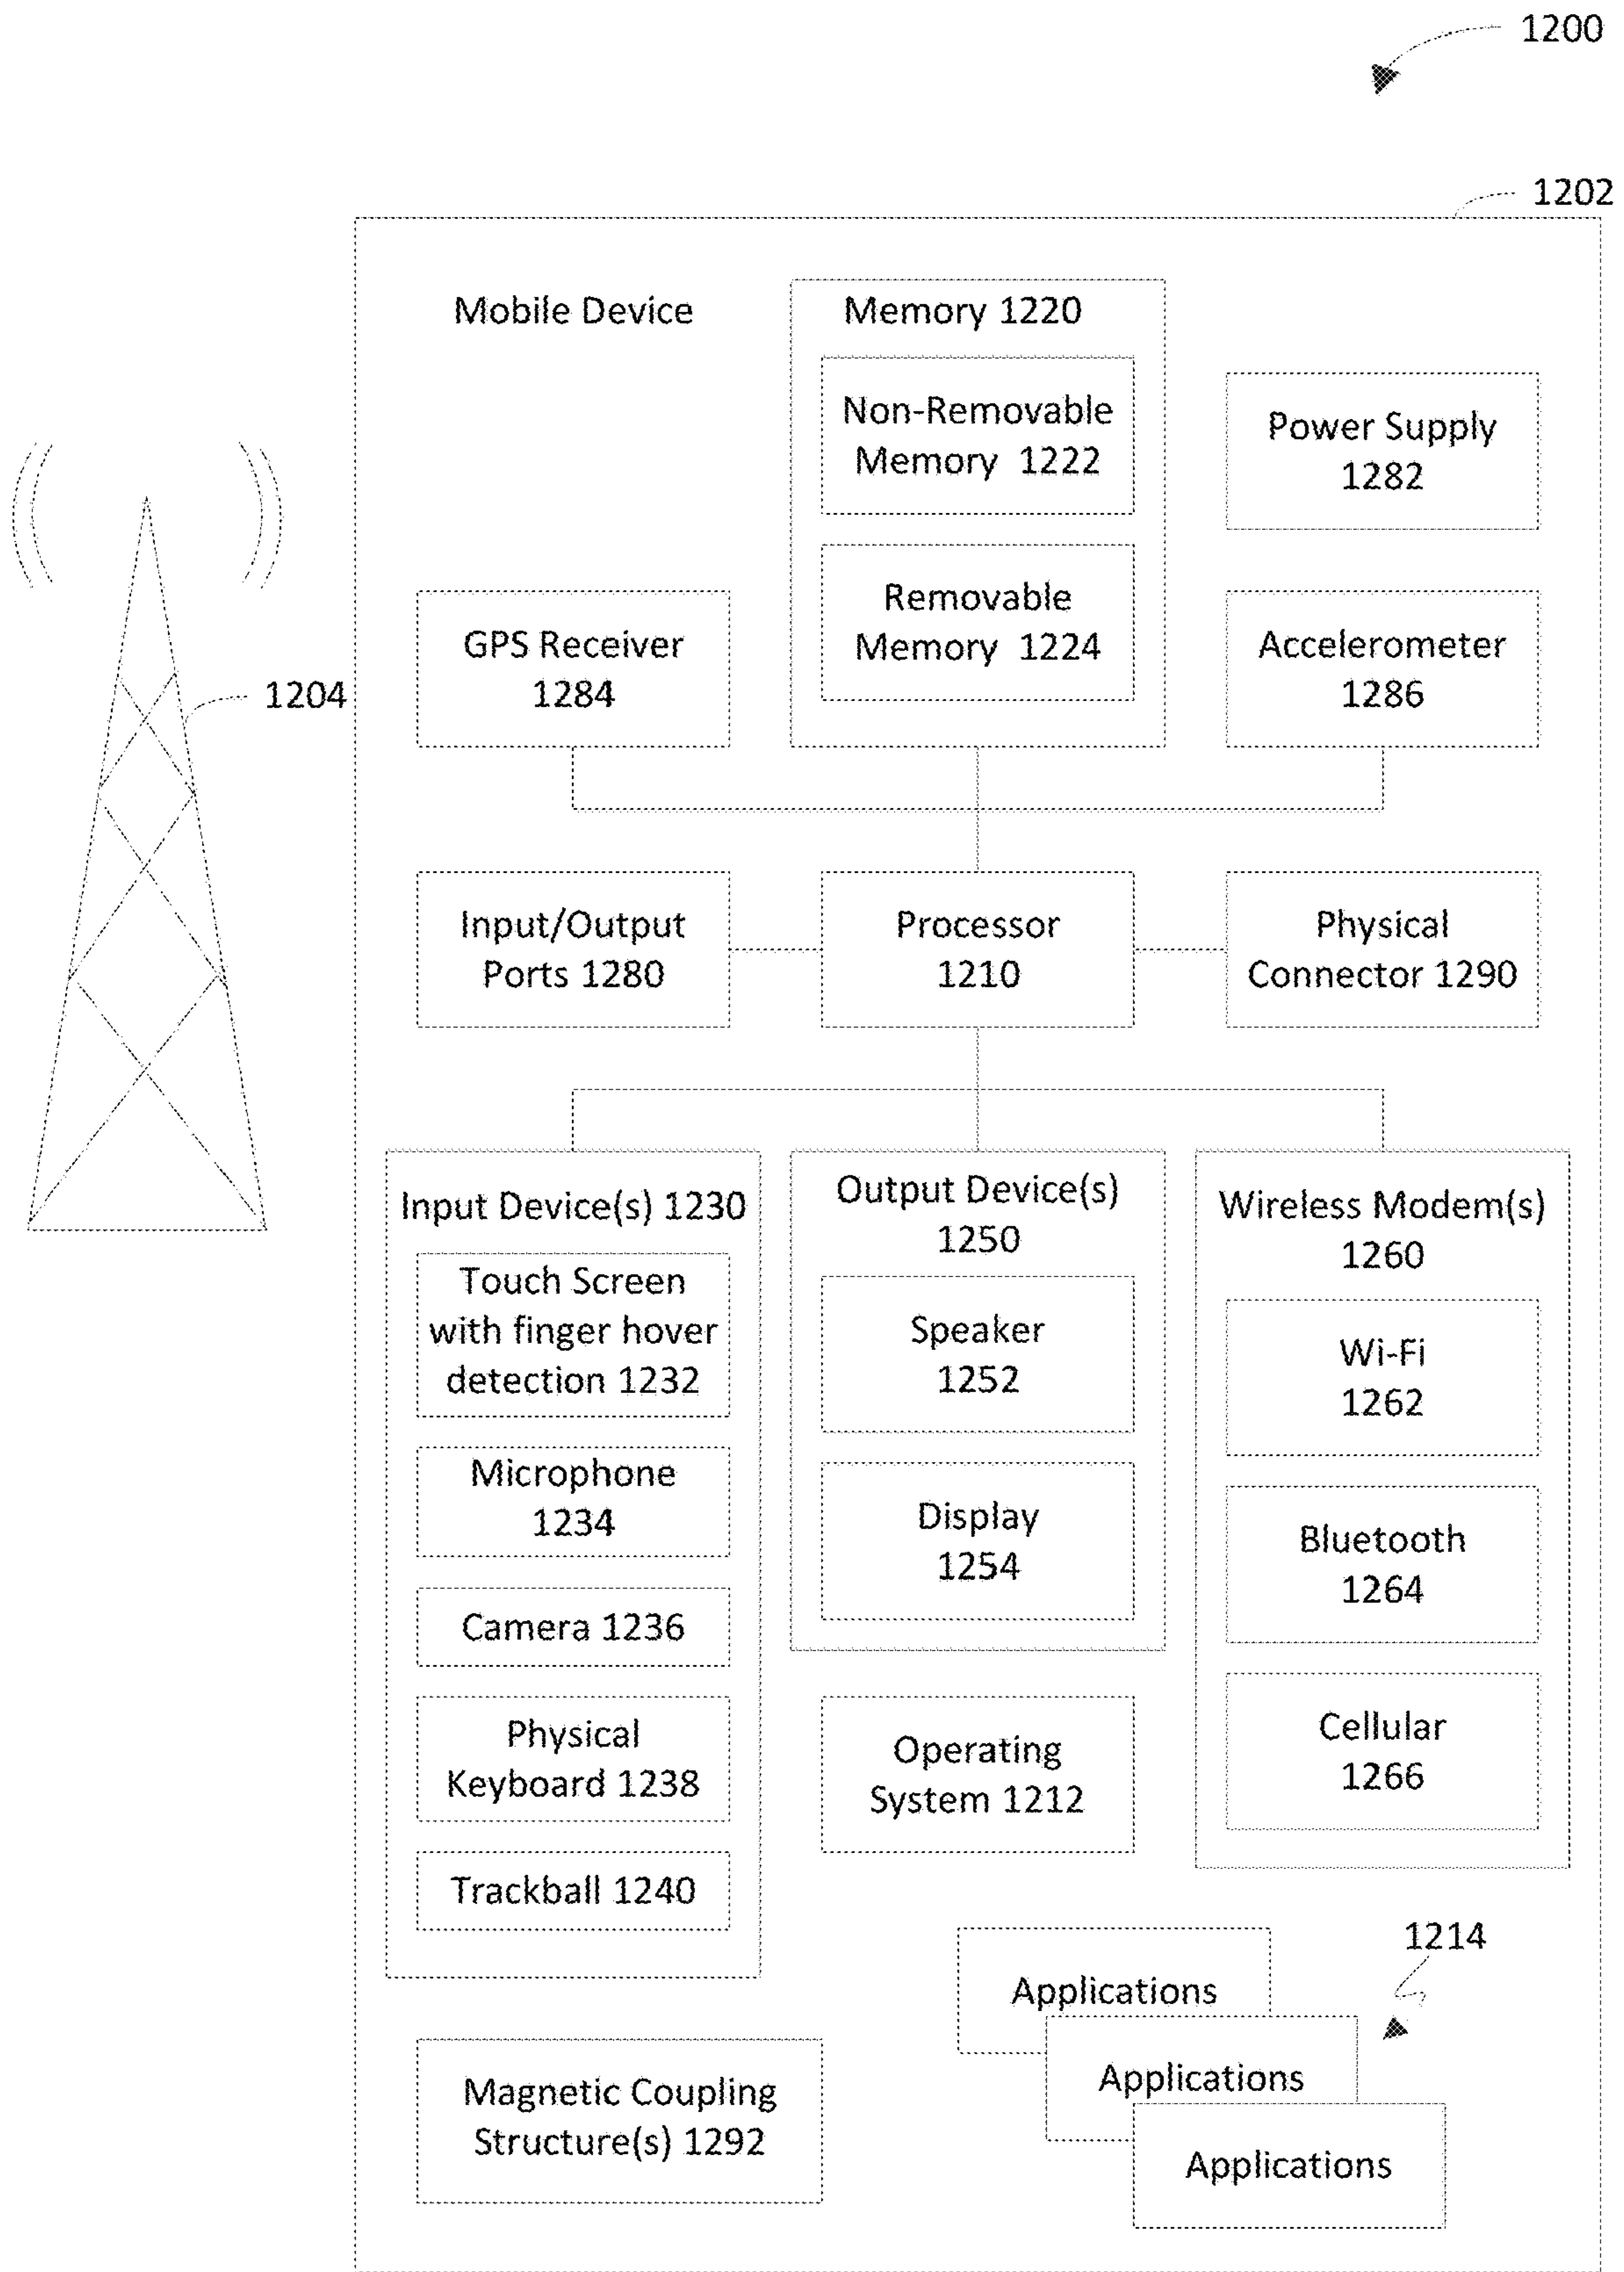 1200
1202
Mobile Device
Memory 1220
Non-Removable
Memory 1222
Power Supply
1282
Removable
Memory 1224
GPS Receiver
1284
Accelerometer
1286
1204
Input/Output
Ports 1280
Processor
1210
Physical
Connector 1290
Input Device(s) 1230
Touch Screen
with finger hover
detection 1232
Microphone
1234
Camera 1236
Physical
Keyboard 1238
Trackball 1240
Output Device(s)
1250
Speaker
1252
Display
1254
Operating
System 1212
Wireless Modem(s)
1260
Wi-Fi
1262
Bluetooth
1264
Cellular
1266
1214
Applications
Applications
Applications
Magnetic Coupling
Structure(s) 1292